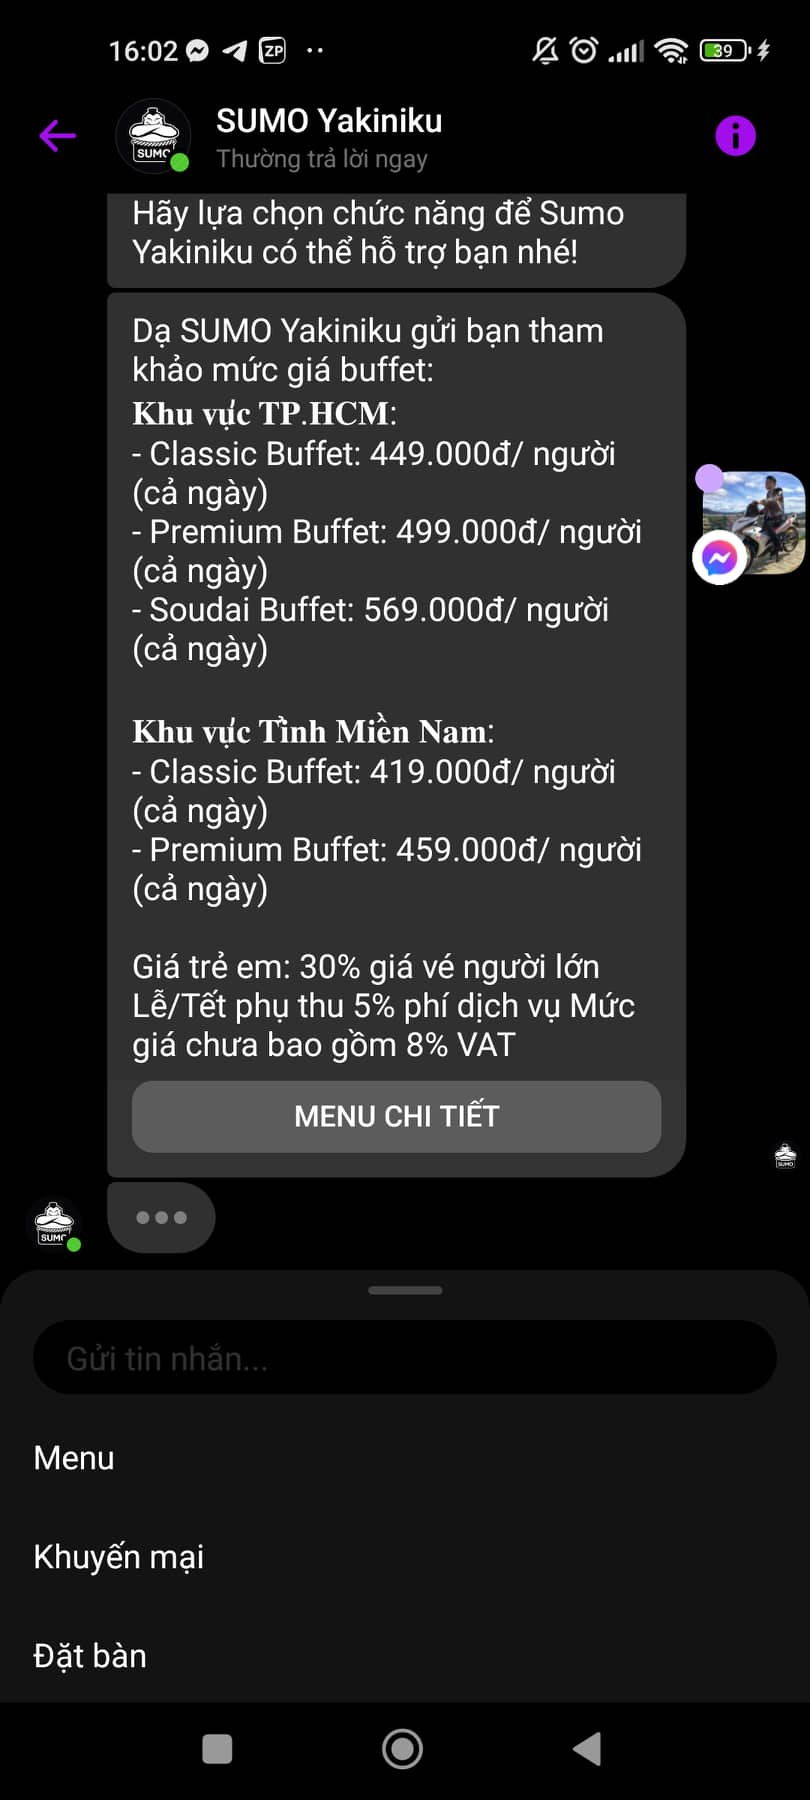 16:02
ZP
39
SUMO Yakiniku
Thường trả lời ngay
SUMO
Hãy lựa chọn chức năng để Sumo
Yakiniku có thể hỗ trợ bạn nhé!
Dạ SUMO Yakiniku gửi bạn tham
khảo mức giá buffet:
Khu vực TP.HCM:
- Classic Buffet: 449.000đ/ người
(cả ngày)
- Premium Buffet: 499.000đ/ người
(cả ngày)
- Soudai Buffet: 569.000đ/ người
(cả ngày)
Khu vực Tỉnh Miền Nam:
- Classic Buffet: 419.000đ/ người
(cả ngày)
- Premium Buffet: 459.000đ/ người
(cả ngày)
Giá trẻ em: 30% giá vé người lớn
Lễ/Tết phụ thu 5% phí dịch vụ Mức
giá chưa bao gồm 8% VAT
MENU CHI TIẾT
SUMO
SUMO
Gửi tin nhắn...
Menu
Khuyến mại
Đặt bàn